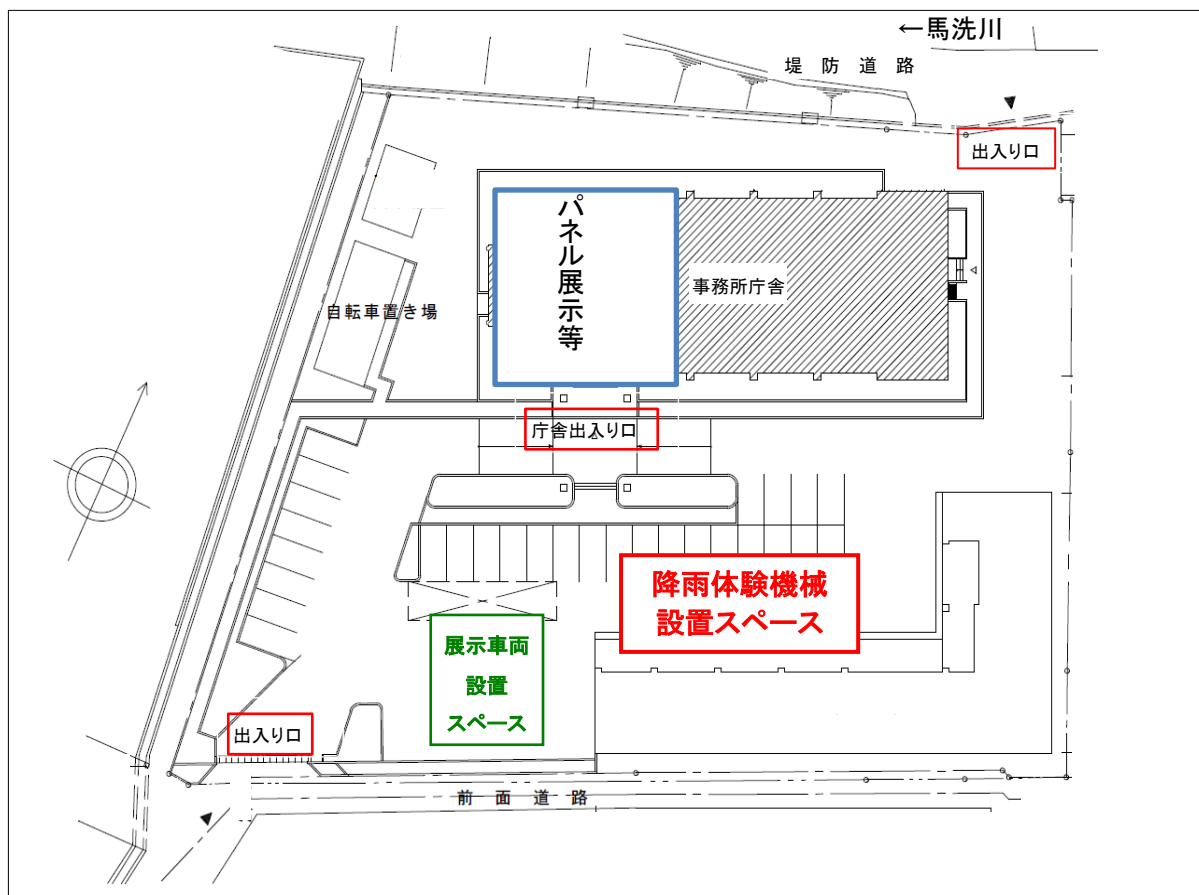 ←馬洗川
堤防道路
出入り口
パネル展示等
事務所庁舎
自転車置き場
庁舎出入り口
降雨体験機械
設置スペース
展示車両
設置
スペース
出入り口
前面道路